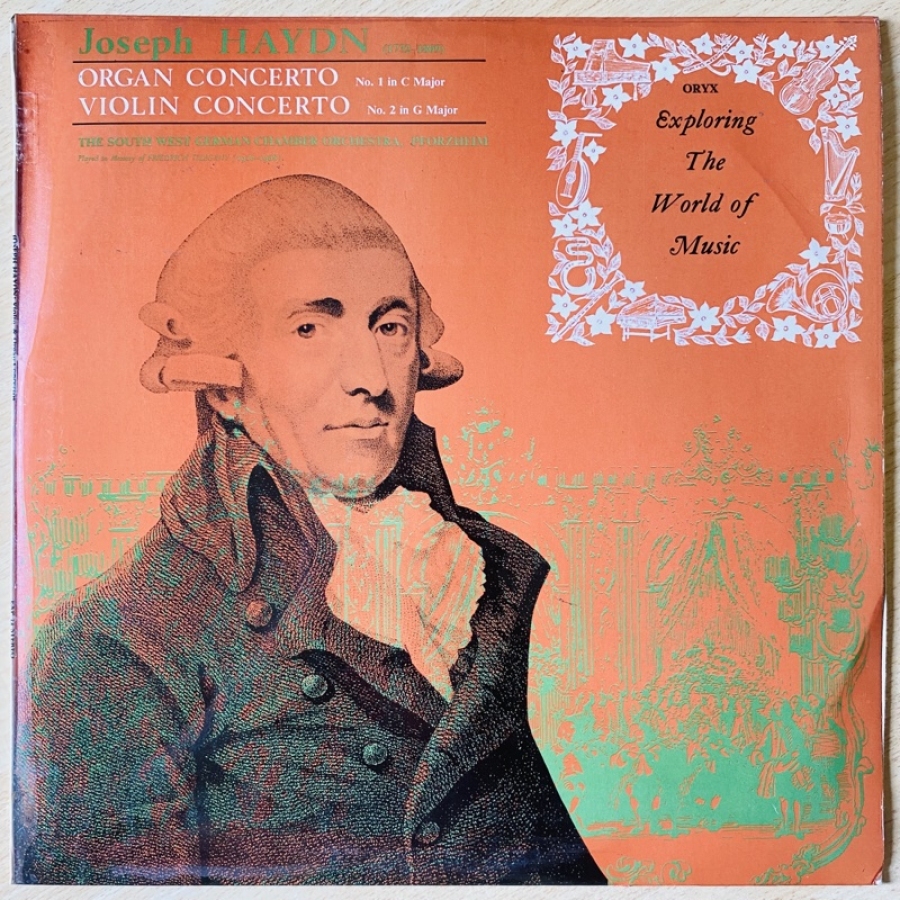 Joseph HAYDN
ORGAN CONCERTO No. 1 in C Major
VIOLIN CONCERTO No. 2 in G Major
THE SOUTH WEST GERMAN CHAMBER ORCHESTRA, PFORZHEIM
ORYX
Exploring
The
World of
Music